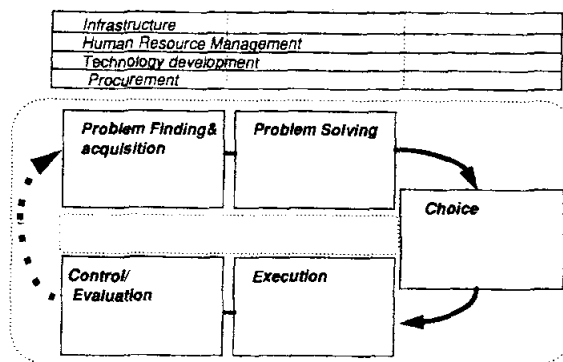 Infrastructure
Human Resource Management
Technology development
Procurement
Problem Finding&
acquisition
Problem Solving
Choice
Control/
Evaluation
Execution